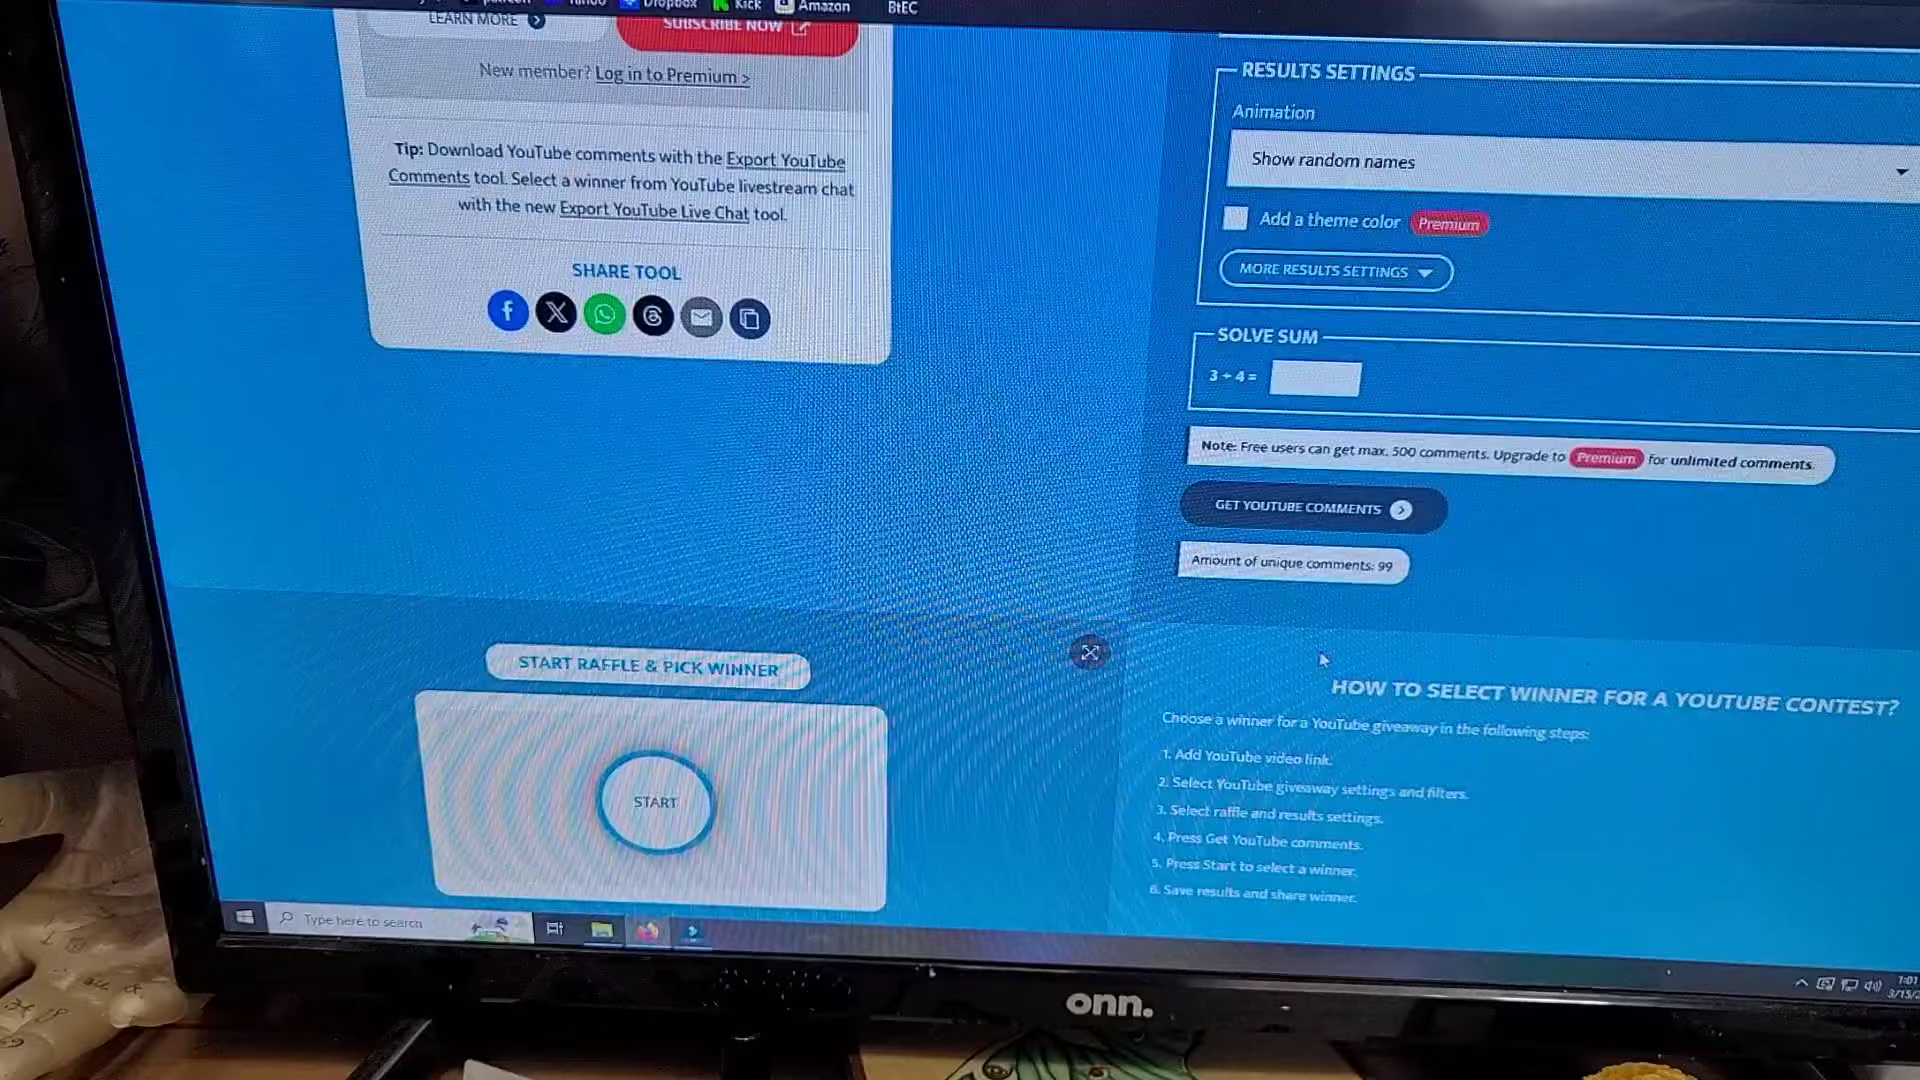 Dropbox
Kick
Amazon
BtEC
LEARN MORE
SUBSCRIBE NOW
New member? Log in to Premium >
Tip: Download YouTube comments with the Export YouTube
Comments tool. Select a winner from YouTube livestream chat
with the new Export YouTube Live Chat tool.
SHARE TOOL
RESULTS SETTINGS
Animation
Show random names
Add a theme color Premium
MORE RESULTS SETTINGS
SOLVE SUM
3 + 4 =
Note: Free users can get max. 500 comments. Upgrade to Premium for unlimited comments.
GET YOUTUBE COMMENTS
Amount of unique comments: 99
START RAFFLE & PICK WINNER
START
HOW TO SELECT WINNER FOR A YOUTUBE CONTEST?
Choose a winner for a YouTube giveaway in the following steps:
1. Add YouTube video link.
2. Select YouTube giveaway settings and filters.
3. Select raffle and results settings.
4. Press Get YouTube comments.
5. Press Start to select a winner.
6. Save results and share winner.
Type here to search
1:01
3/15/2
onn.